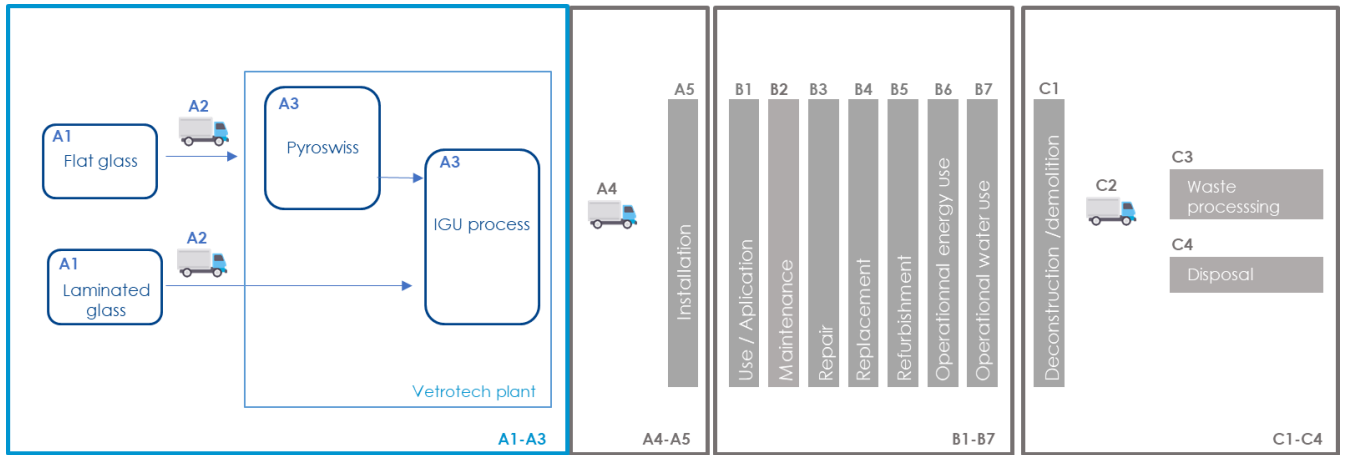 A1
Flat glass
A2
A3
Pyroswiss
A3
IGU process
A1
Laminated
glass
A2
Vetrotech plant
A1-A3
A4
A5
Installation
A4-A5
B1
Use / Aplication
B2
Maintenance
B3
Repair
B4
Replacement
B5
Refurbishment
B6
Operationnal energy use
B7
Operational water use
B1-B7
C1
Deconstruction /demolition
C2
C3
Waste
processsing
C4
Disposal
C1-C4